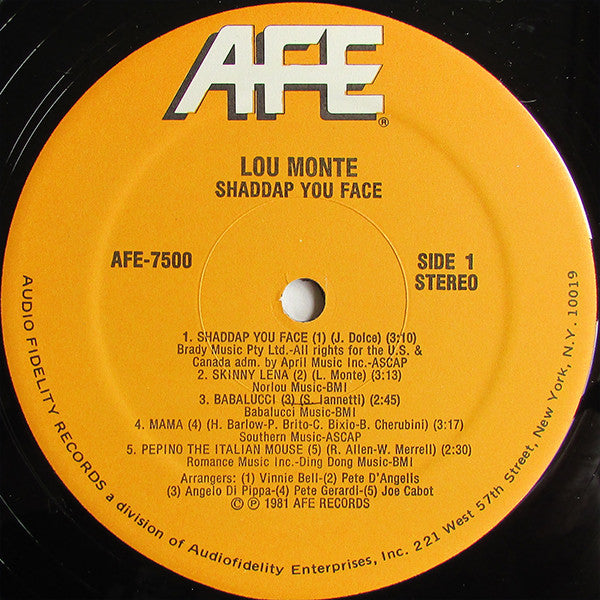 AFE
®
LOU MONTE
SHADDAP YOU FACE
AFE-7500
SIDE 1
STEREO
1. SHADDAP YOU FACE (1) (J. Dolce) (3:10)
Brady Music Pty Ltd.-All rights for the U.S. &
Canada adm. by April Music Inc.-ASCAP
2. SKINNY LENA (2) (L. Monte) (3:13)
Norlou Music-BMI
3. BABALUCCI (3) (S. Iannetti) (2:45)
Babalucci Music-BMI
4. MAMA (4) (H. Barlow-P. Brito-C. Bixio-B. Cherubini) (3:17)
Southern Music-ASCAP
5. PEPINO THE ITALIAN MOUSE (5) (R. Allen-W. Merrell) (2:30)
Romance Music Inc.-Ding Dong Music-BMI
Arrangers: (1) Vinnie Bell-(2) Pete D'Angelis
(3) Angelo Di Pippa-(4) Pete Gerardi-(5) Joe Cabot
© ℗ 1981 AFE RECORDS
AUDIO FIDELITY RECORDS a division of Audiofidelity Enterprises, Inc. 221 West 57th Street, New York, N.Y. 10019